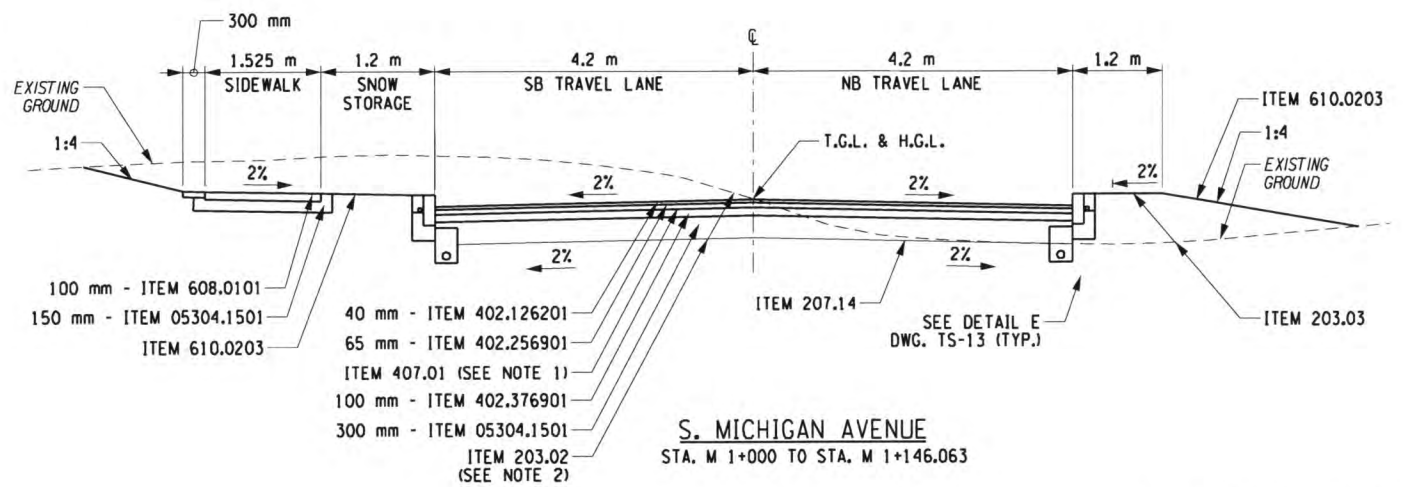 300 mm
℄
1.525 m
1.2 m
4.2 m
4.2 m
1.2 m
SIDEWALK
SNOW
STORAGE
SB TRAVEL LANE
NB TRAVEL LANE
EXISTING
GROUND
1:4
ITEM 610.0203
1:4
EXISTING
GROUND
T.G.L. & H.G.L.
2%
2%
2%
2%
2%
2%
100 mm - ITEM 608.0101
150 mm - ITEM 05304.1501
ITEM 610.0203
40 mm - ITEM 402.126201
65 mm - ITEM 402.256901
ITEM 407.01 (SEE NOTE 1)
100 mm - ITEM 402.376901
300 mm - ITEM 05304.1501
ITEM 203.02
(SEE NOTE 2)
ITEM 207.14
SEE DETAIL E
DWG. TS-13 (TYP.)
ITEM 203.03
S. MICHIGAN AVENUE
STA. M 1+000 TO STA. M 1+146.063